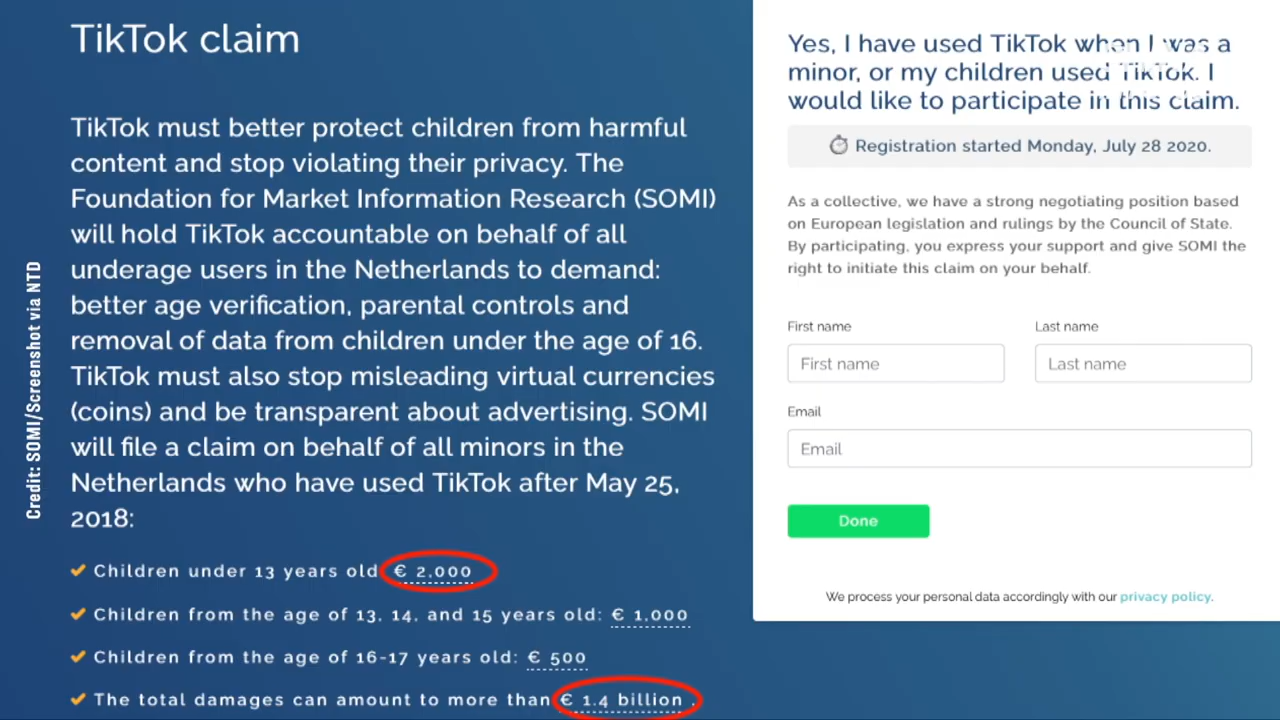 TikTok claim
TikTok must better protect children from harmful
content and stop violating their privacy. The
Foundation for Market Information Research (SOMI)
will hold TikTok accountable on behalf of all
underage users in the Netherlands to demand:
better age verification, parental controls and
removal of data from children under the age of 16.
TikTok must also stop misleading virtual currencies
(coins) and be transparent about advertising. SOMI
will file a claim on behalf of all minors in the
Netherlands who have used TikTok after May 25,
2018:
Children under 13 years old € 2,000
Children from the age of 13, 14, and 15 years old: € 1,000
Children from the age of 16-17 years old: € 500
The total damages can amount to more than € 1.4 billion .
Credit: SOMI/Screenshot via NTD
Yes, I have used TikTok when I was a
minor, or my children used TikTok. I
would like to participate in this claim.
Registration started Monday, July 28 2020.
As a collective, we have a strong negotiating position based
on European legislation and rulings by the Council of State.
By participating, you express your support and give SOMI the
right to initiate this claim on your behalf.
First name Last name
First name Last name
Email
Email
Done
We process your personal data accordingly with our privacy policy.